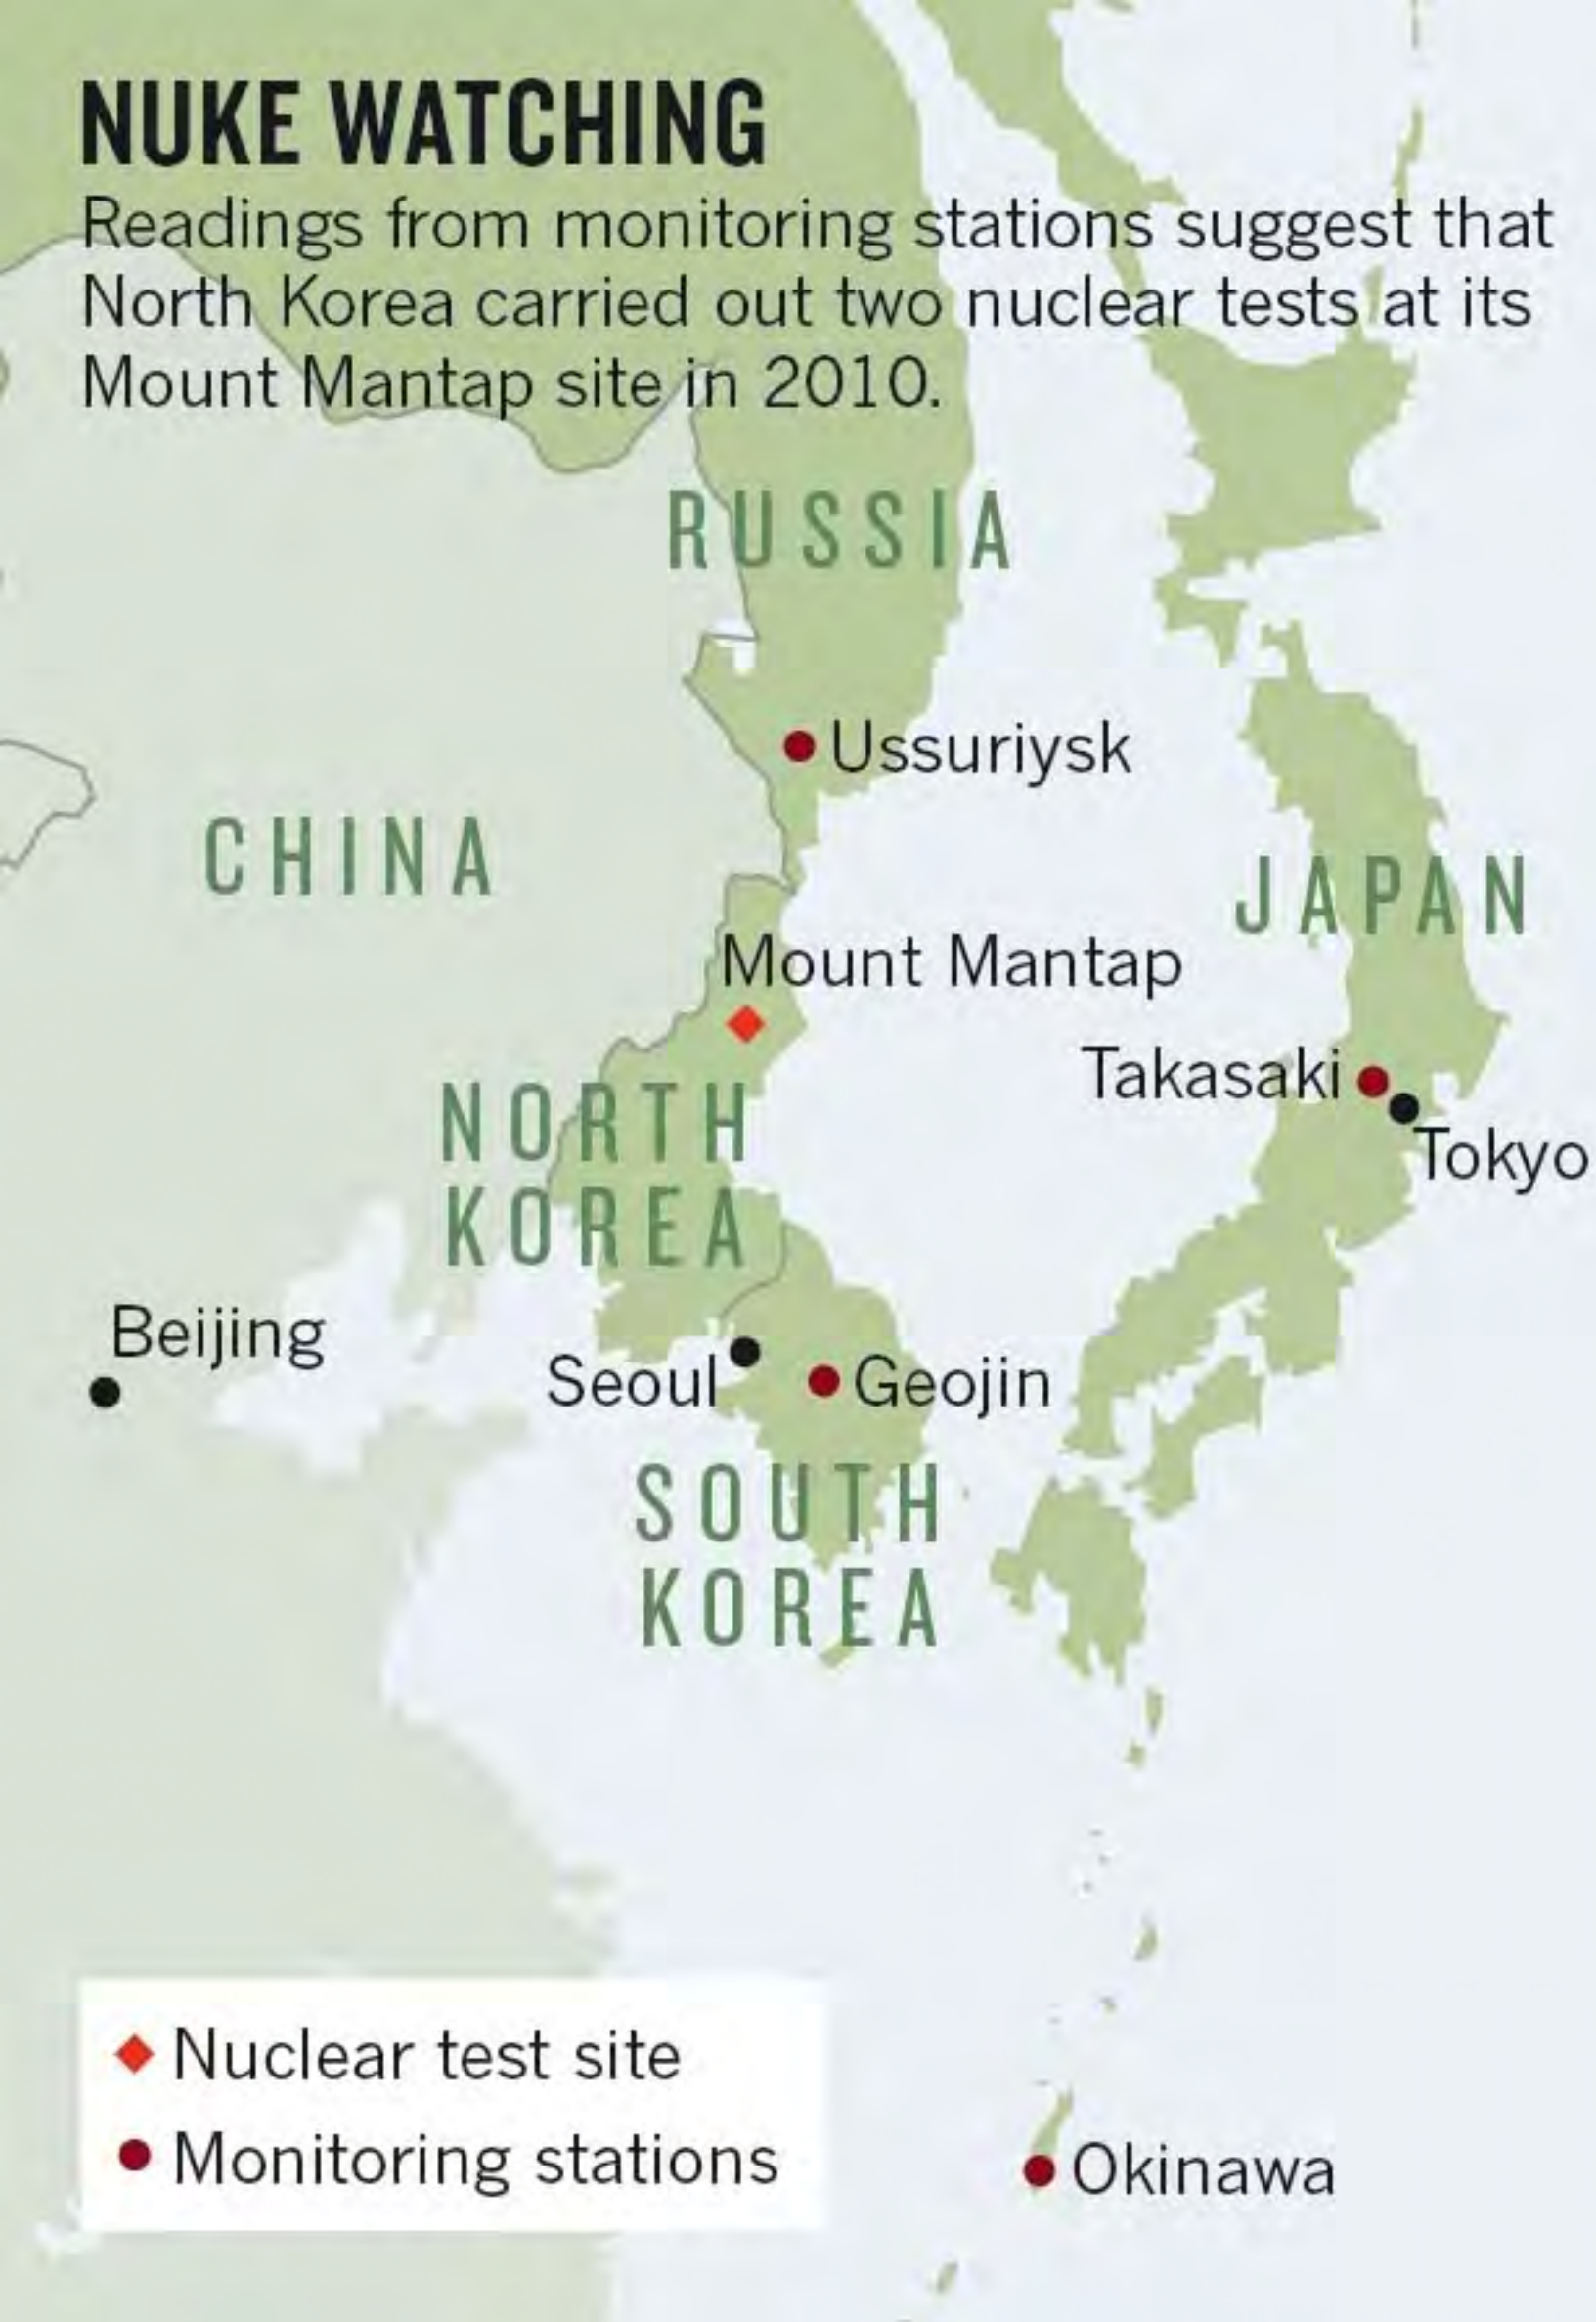 NUKE WATCHING
Readings from monitoring stations suggest that
North Korea carried out two nuclear tests at its
Mount Mantap site in 2010.
RUSSIA
Ussuriysk
CHINA
JAPAN
Mount Mantap
Takasaki
Tokyo
NORTH
KOREA
Beijing
Seoul
Geojin
SOUTH
KOREA
Nuclear test site
Monitoring stations
Okinawa